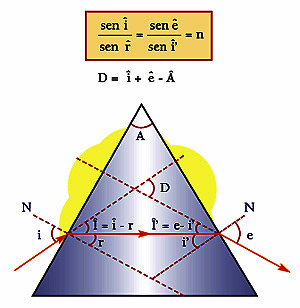 sen î / sen r̂ = sen ê / sen î' = n
D = î + ê - Â
A
D
N
N
i
Î = î - r
Î' = e - i'
r
i'
e